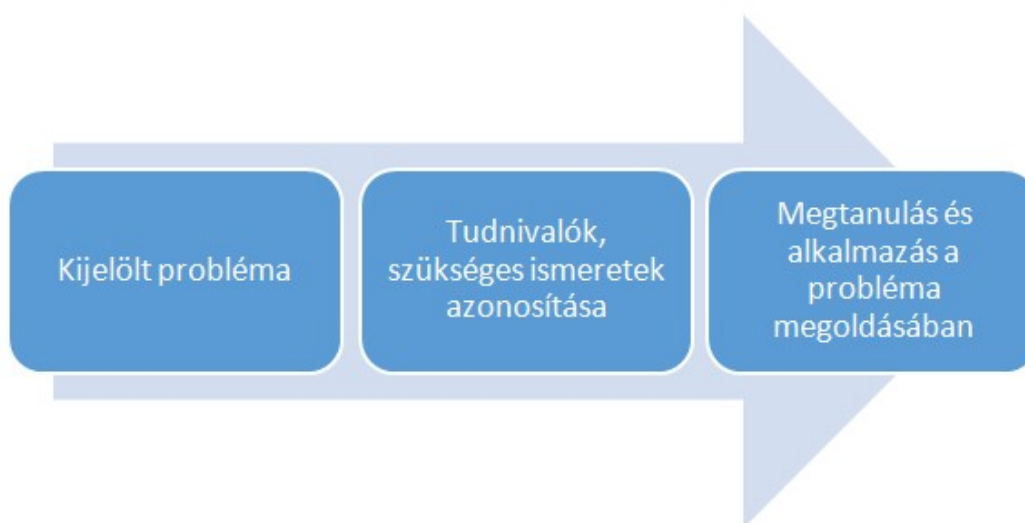 Kijelölt probléma
Tudnivalók,
szükséges ismeretek
azonosítása
Megtanulás és
alkalmazás a
probléma
megoldásában